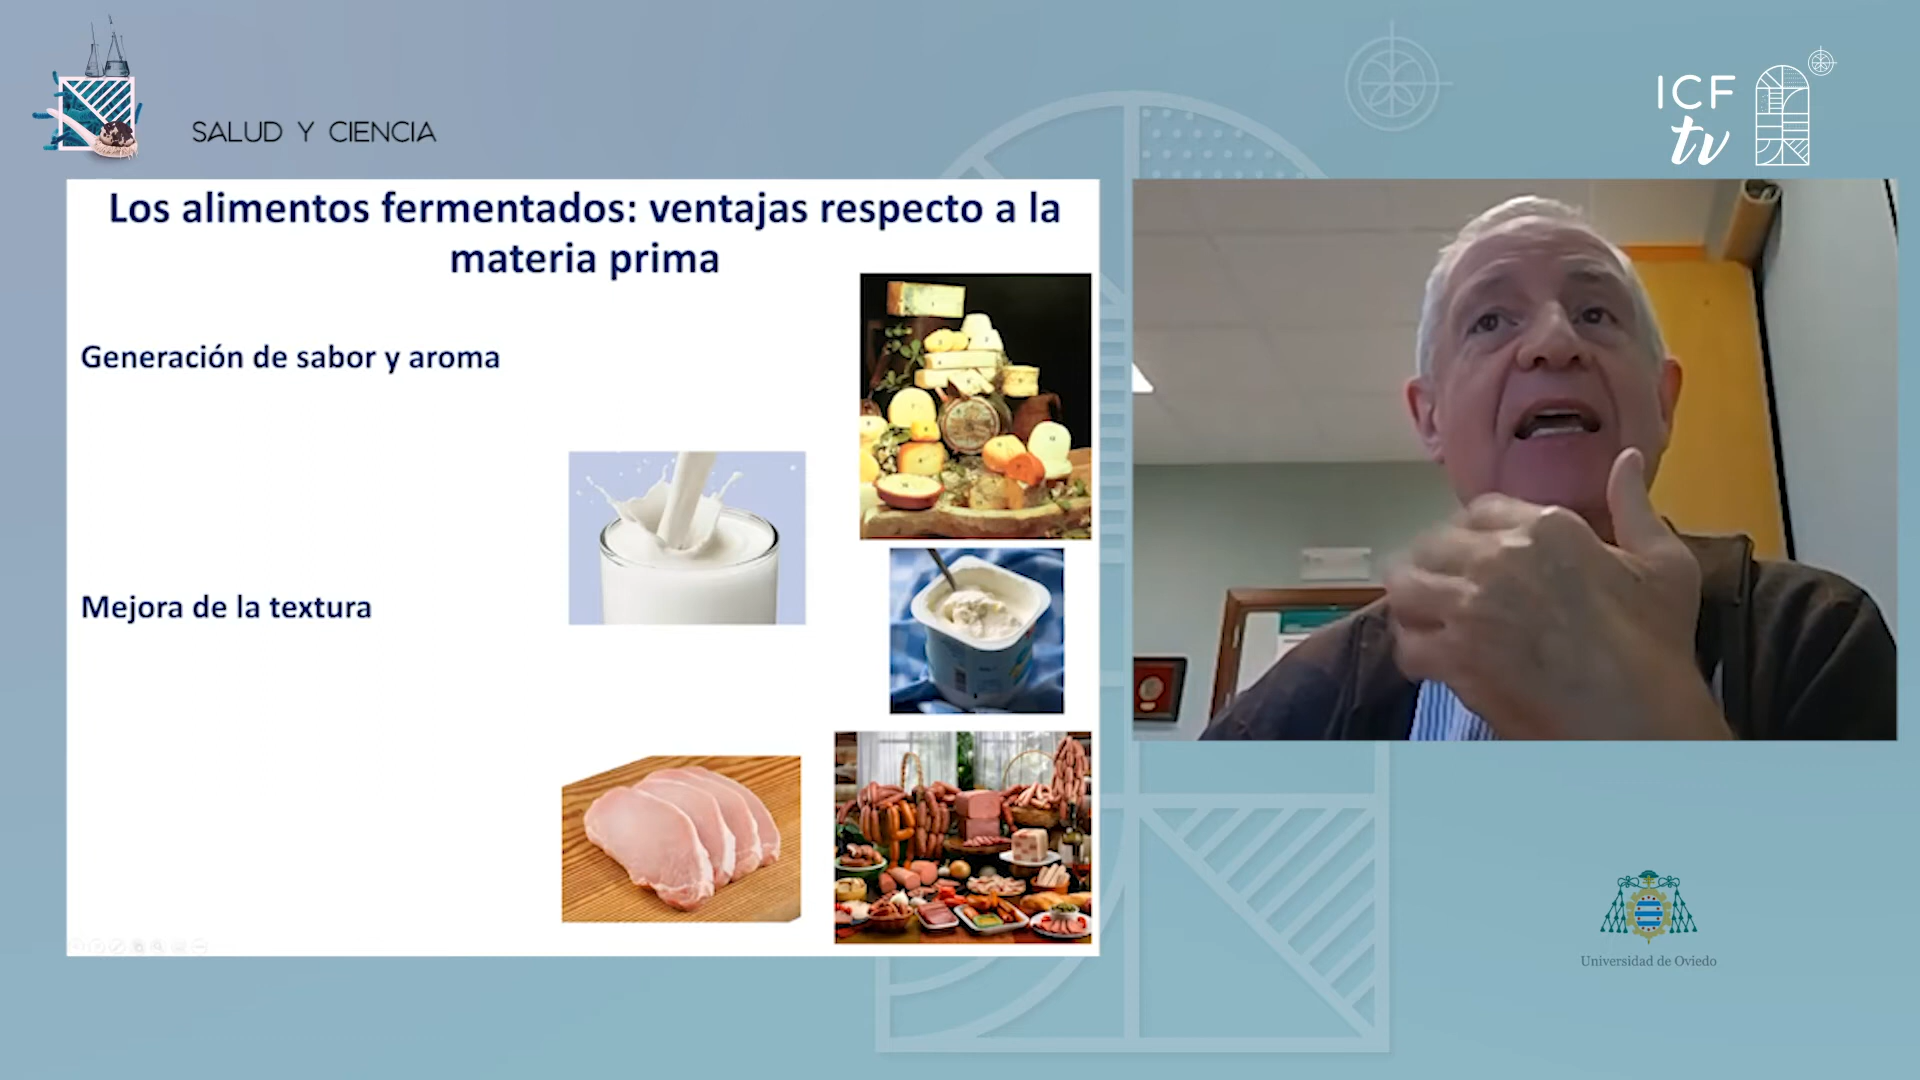 SALUD Y CIENCIA
ICF
tv
Los alimentos fermentados: ventajas respecto a la
materia prima
Generación de sabor y aroma
Mejora de la textura
Universidad de Oviedo